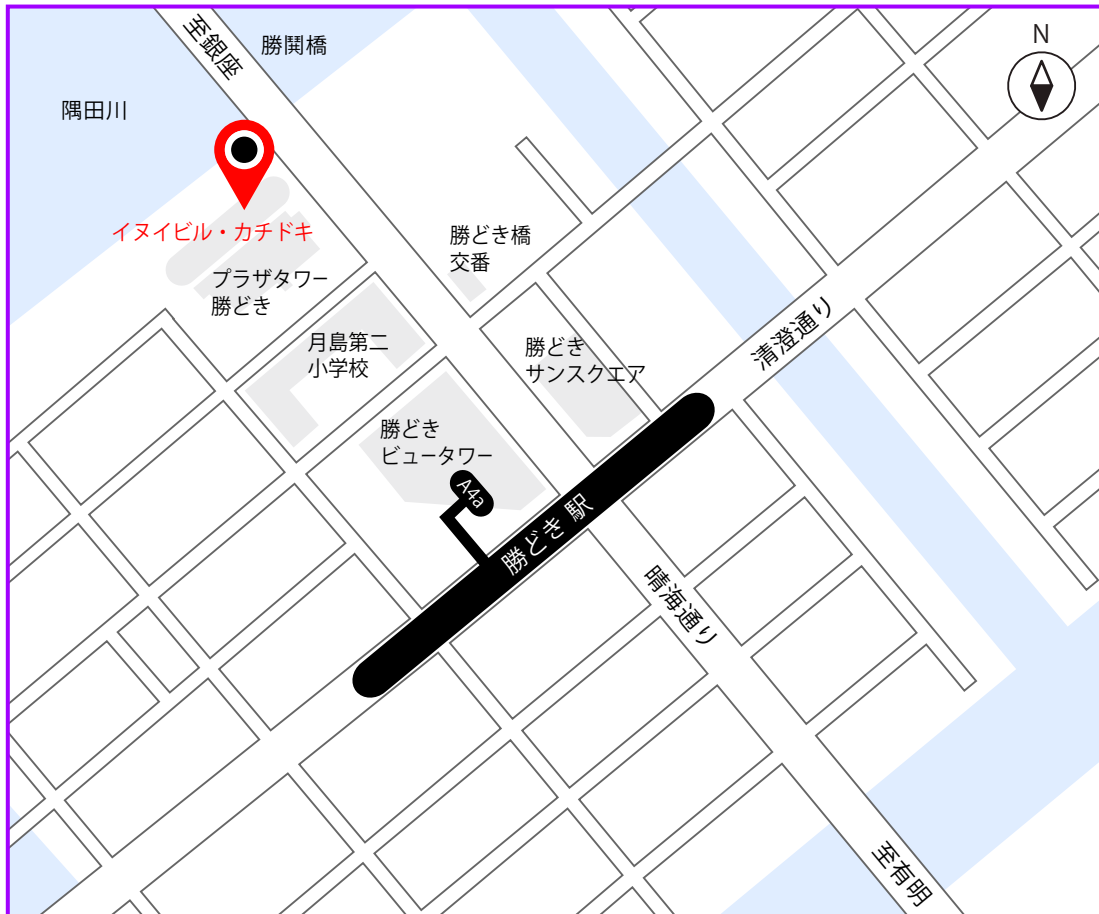 至銀座
勝鬨橋
N
隅田川
イヌイビル・カチドキ
プラザタワー
勝どき
勝どき橋
交番
月島第二
小学校
勝どき
サンスクエア
清澄通り
勝どき
ビュータワー
A4a
勝どき 駅
晴海通り
至有明